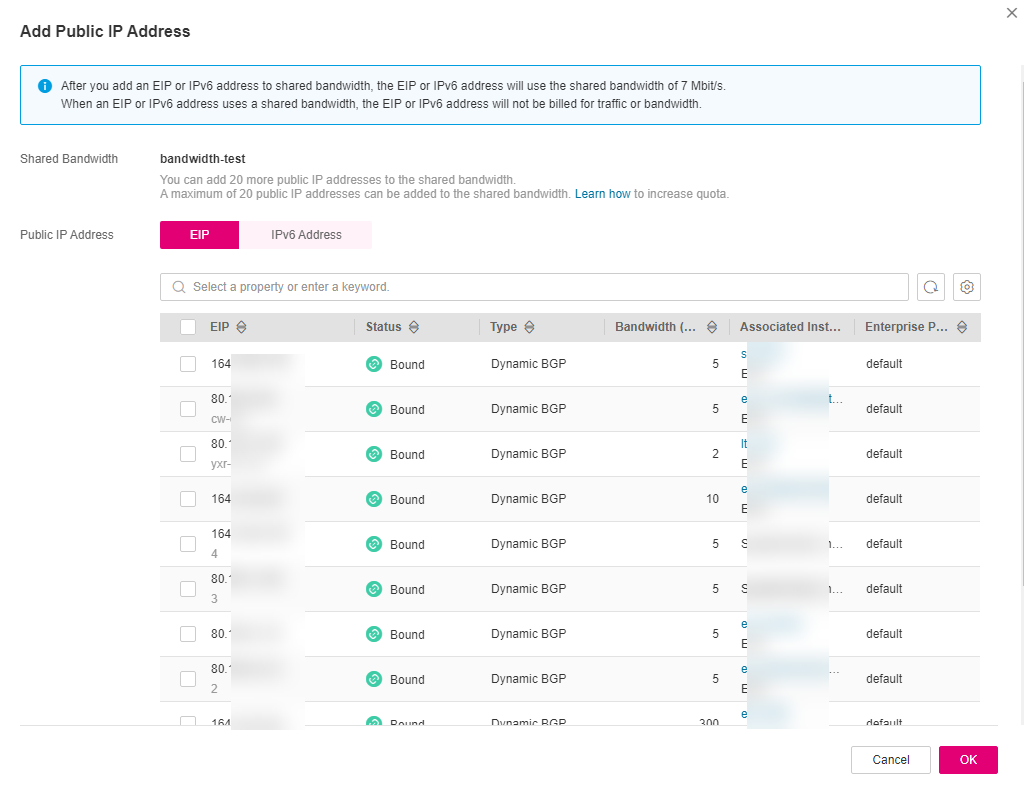 Add Public IP Address
After you add an EIP or IPv6 address to shared bandwidth, the EIP or IPv6 address will use the shared bandwidth of 7 Mbit/s.
When an EIP or IPv6 address uses a shared bandwidth, the EIP or IPv6 address will not be billed for traffic or bandwidth.
Shared Bandwidth bandwidth-test
You can add 20 more public IP addresses to the shared bandwidth.
A maximum of 20 public IP addresses can be added to the shared bandwidth. Learn how to increase quota.
Public IP Address EIP IPv6 Address
Select a property or enter a keyword.
EIP Status Type Bandwidth (... Associated Inst... Enterprise P...
164 Bound Dynamic BGP 5 default
80. Bound Dynamic BGP 5 default
cw-
80. Bound Dynamic BGP 2 default
yxr-
164 Bound Dynamic BGP 10 default
164 Bound Dynamic BGP 5 default
4
80. Bound Dynamic BGP 5 default
3
80. Bound Dynamic BGP 5 default
80. Bound Dynamic BGP 5 default
2
164 Bound Dynamic BGP 300 default
Cancel OK